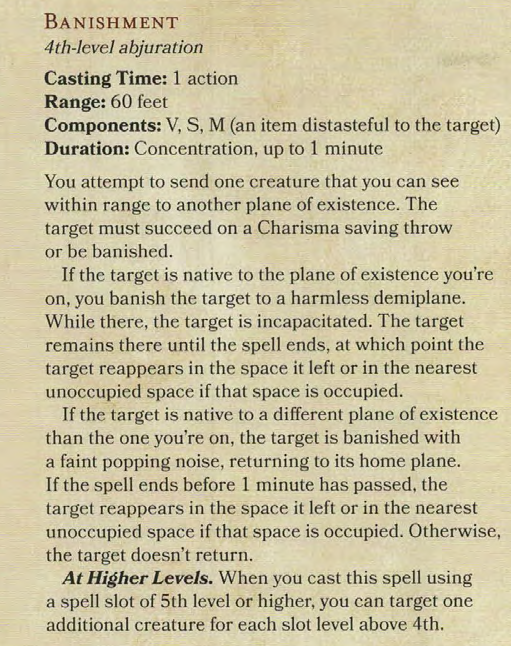 BANISHMENT
4th-level abjuration
Casting Time: 1 action
Range: 60 feet
Components: V, S, M (an item distasteful to the target)
Duration: Concentration, up to 1 minute
You attempt to send one creature that you can see
within range to another plane of existence. The
target must succeed on a Charisma saving throw
or be banished.
If the target is native to the plane of existence you're
on, you banish the target to a harmless demiplane.
While there, the target is incapacitated. The target
remains there until the spell ends, at which point the
target reappears in the space it left or in the nearest
unoccupied space if that space is occupied.
If the target is native to a different plane of existence
than the one you're on, the target is banished with
a faint popping noise, returning to its home plane.
If the spell ends before 1 minute has passed, the
target reappears in the space it left or in the nearest
unoccupied space if that space is occupied. Otherwise,
the target doesn't return.
At Higher Levels. When you cast this spell using
a spell slot of 5th level or higher, you can target one
additional creature for each slot level above 4th.